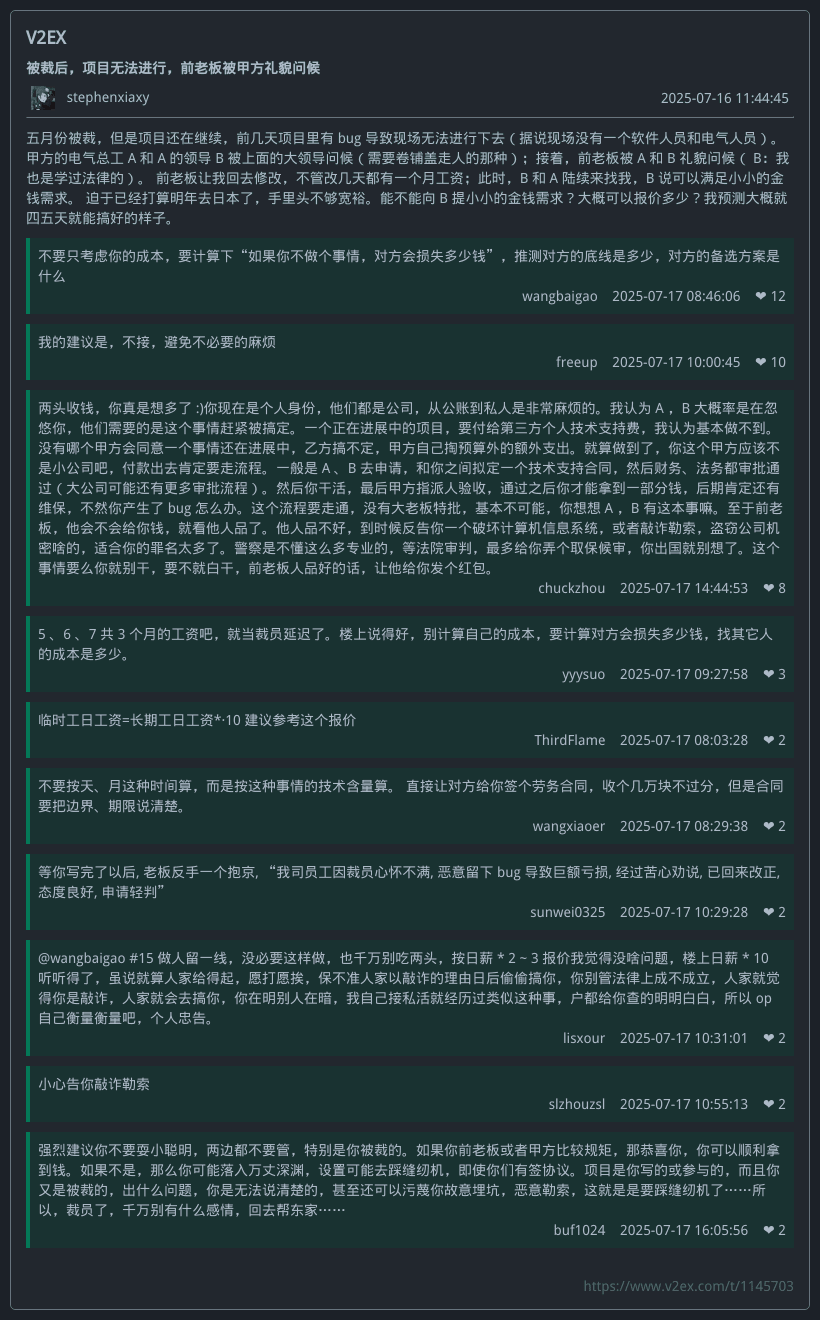 V2EX
被裁后，项目无法进行，前老板被甲方礼貌问候
stephenxiaxy 2025-07-16 11:44:45
五月份被裁，但是项目还在继续，前几天项目里有 bug 导致现场无法进行下去（据说现场没有一个软件人员和电气人员）。
甲方的电气总工 A 和 A 的领导 B 被上面的大领导问候（需要卷铺盖走人的那种）；接着，前老板被 A 和 B 礼貌问候（ B：我
也是学过法律的）。 前老板让我回去修改，不管改几天都有一个月工资；此时，B 和 A 陆续来找我，B 说可以满足小小的金
钱需求。 迫于已经打算明年去日本了，手里头不够宽裕。能不能向 B 提小小的金钱需求？大概可以报价多少？我预测大概就
四五天就能搞好的样子。
不要只考虑你的成本，要计算下“如果你不做个事情，对方会损失多少钱”，推测对方的底线是多少，对方的备选方案是
什么
wangbaigao 2025-07-17 08:46:06 ❤ 12
我的建议是，不接，避免不必要的麻烦
freeup 2025-07-17 10:00:45 ❤ 10
两头收钱，你真是想多了 :)你现在是个人身份，他们都是公司，从公账到私人是非常麻烦的。我认为 A ，B 大概率是在忽
悠你，他们需要的是这个事情赶紧被搞定。一个正在进展中的项目，要付给第三方个人技术支持费，我认为基本做不到。
没有哪个甲方会同意一个事情还在进展中，乙方搞不定，甲方自己掏预算外的额外支出。就算做到了，你这个甲方应该不
是小公司吧，付款出去肯定要走流程。一般是 A 、B 去申请，和你之间拟定一个技术支持合同，然后财务、法务都审批通
过（大公司可能还有更多审批流程）。然后你干活，最后甲方指派人验收，通过之后你才能拿到一部分钱，后期肯定还有
维保，不然你产生了 bug 怎么办。这个流程要走通，没有大老板特批，基本不可能，你想想 A ，B 有这本事嘛。至于前老
板，他会不会给你钱，就看他人品了。他人品不好，到时候反告你一个破坏计算机信息系统，或者敲诈勒索，盗窃公司机
密啥的，适合你的罪名太多了。警察是不懂这么多专业的，等法院审判，最多给你弄个取保候审，你出国就别想了。这个
事情要么你就别干，要不就白干，前老板人品好的话，让他给你发个红包。
chuckzhou 2025-07-17 14:44:53 ❤ 8
5 、6 、7 共 3 个月的工资吧，就当裁员延迟了。楼上说得好，别计算自己的成本，要计算对方会损失多少钱，找其它人
的成本是多少。
yyysuo 2025-07-17 09:27:58 ❤ 3
临时工日工资=长期工日工资*·10 建议参考这个报价
ThirdFlame 2025-07-17 08:03:28 ❤ 2
不要按天、月这种时间算，而是按这种事情的技术含量算。 直接让对方给你签个劳务合同，收个几万块不过分，但是合同
要把边界、期限说清楚。
wangxiaoer 2025-07-17 08:29:38 ❤ 2
等你写完了以后, 老板反手一个抱京, “我司员工因裁员心怀不满, 恶意留下 bug 导致巨额亏损, 经过苦心劝说, 已回来改正,
态度良好, 申请轻判”
sunwei0325 2025-07-17 10:29:28 ❤ 2
@wangbaigao #15 做人留一线，没必要这样做，也千万别吃两头，按日薪 * 2 ~ 3 报价我觉得没啥问题，楼上日薪 * 10
听听得了，虽说就算人家给得起，愿打愿挨，保不准人家以敲诈的理由日后偷偷搞你，你别管法律上成不成立，人家就觉
得你是敲诈，人家就会去搞你，你在明别人在暗，我自己接私活就经历过类似这种事，户都给你查的明明白白，所以 op
自己衡量衡量吧，个人忠告。
lisxour 2025-07-17 10:31:01 ❤ 2
小心告你敲诈勒索
slzhouzsl 2025-07-17 10:55:13 ❤ 2
强烈建议你不要耍小聪明，两边都不要管，特别是你被裁的。如果你前老板或者甲方比较规矩，那恭喜你，你可以顺利拿
到钱。如果不是，那么你可能落入万丈深渊，设置可能去踩缝纫机，即使你们有签协议。项目是你写的或参与的，而且你
又是被裁的，出什么问题，你是无法说清楚的，甚至还可以污蔑你故意埋坑，恶意勒索，这就是是要踩缝纫机了⋯⋯所
以，裁员了，千万别有什么感情，回去帮东家⋯⋯
buf1024 2025-07-17 16:05:56 ❤ 2
https://www.v2ex.com/t/1145703